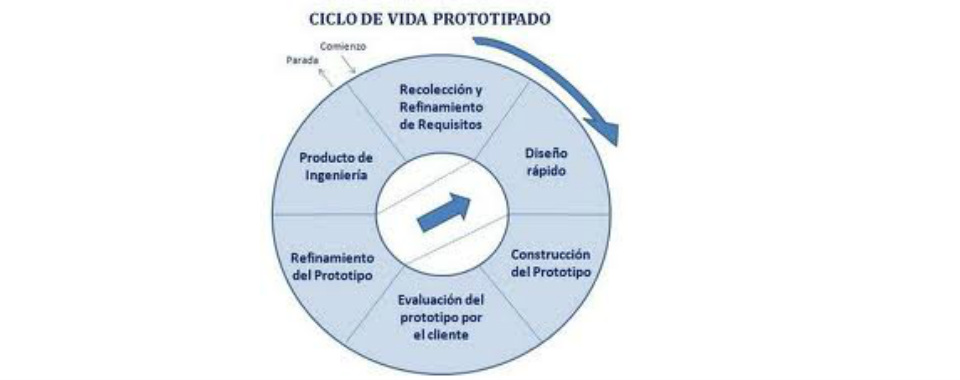 CICLO DE VIDA PROTOTIPADO
Comienzo
Parada
Recolección y
Refinamiento
de Requisitos
Diseño
rápido
Construcción
del Prototipo
Evaluación del
prototipo por
el cliente
Refinamiento
del Prototipo
Producto de
Ingeniería